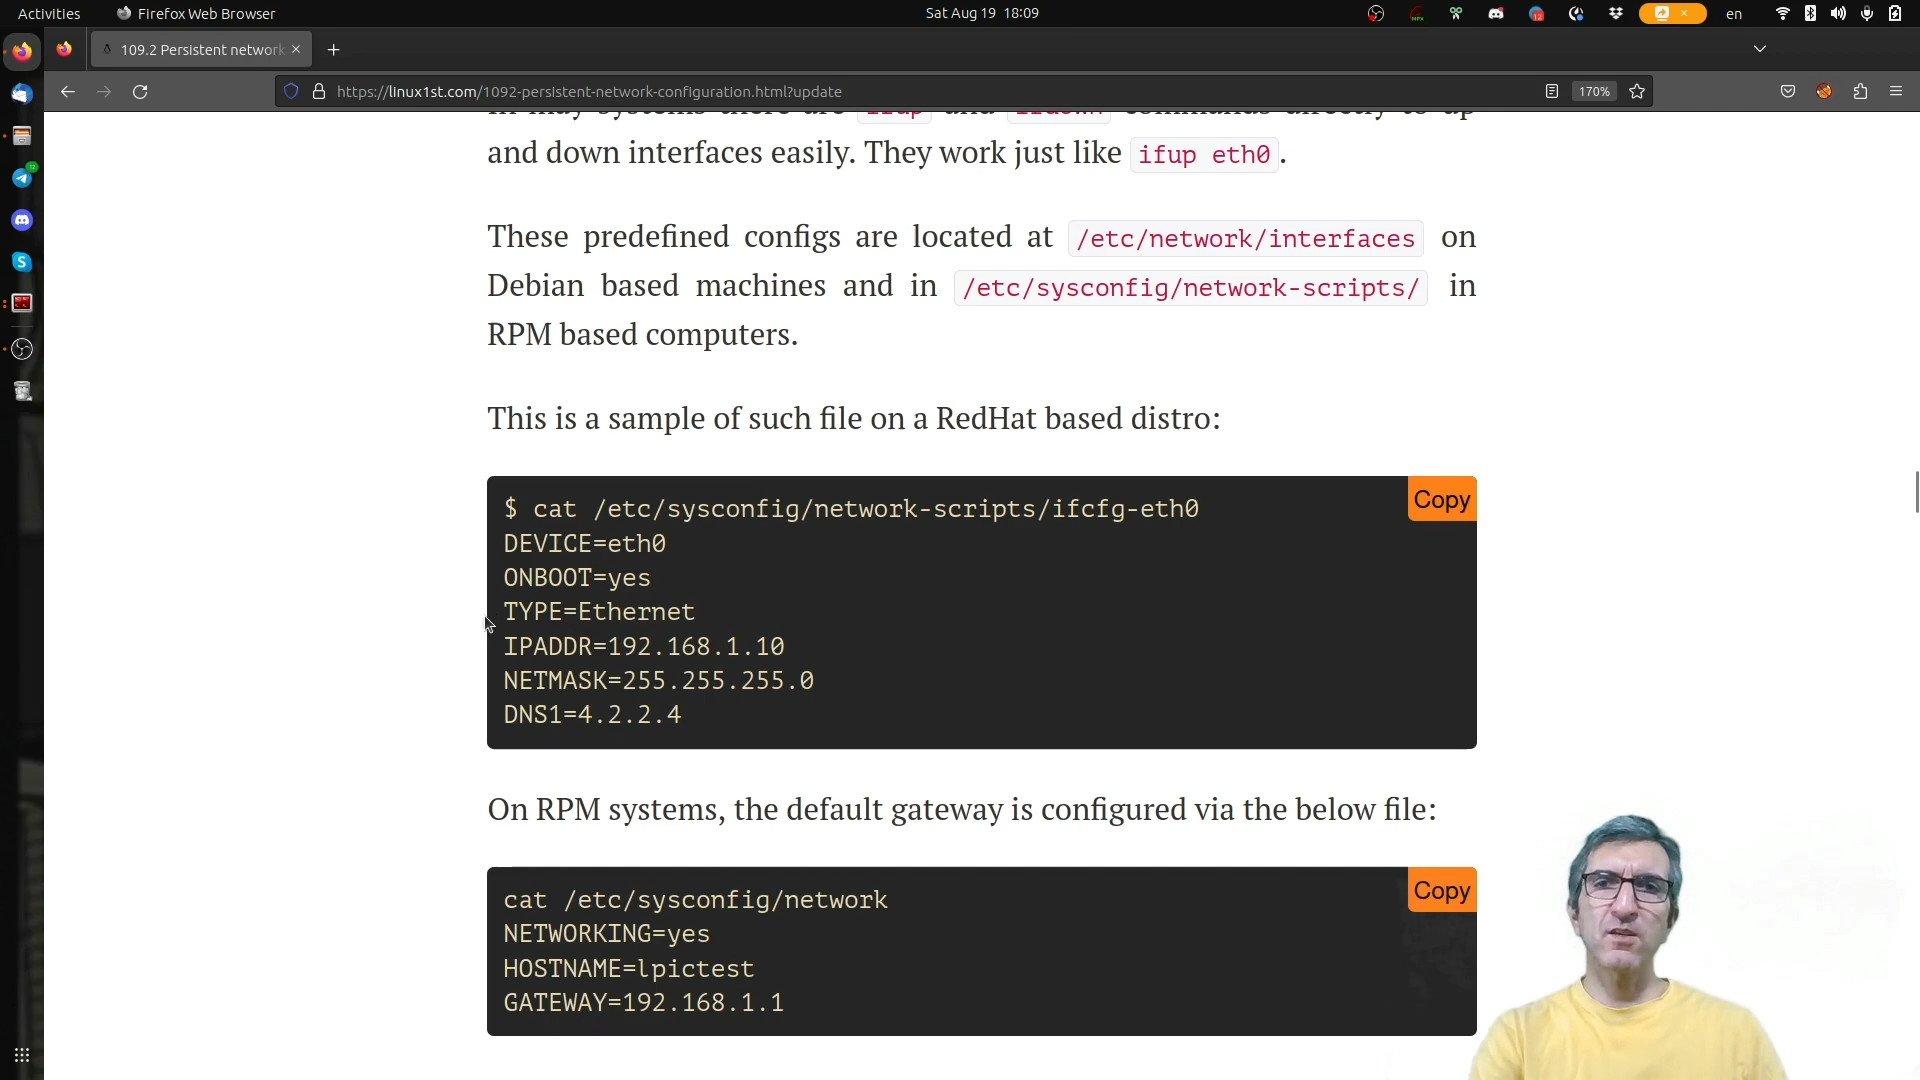 Activities
Firefox Web Browser
Sat Aug 19 18:09
en
109.2 Persistent network
https://linux1st.com/1092-persistent-network-configuration.html?update
170%
and down interfaces easily. They work just like ifup eth0.
These predefined configs are located at /etc/network/interfaces on
Debian based machines and in /etc/sysconfig/network-scripts/ in
RPM based computers.
This is a sample of such file on a RedHat based distro:
Copy
$ cat /etc/sysconfig/network-scripts/ifcfg-eth0
DEVICE=eth0
ONBOOT=yes
TYPE=Ethernet
IPADDR=192.168.1.10
NETMASK=255.255.255.0
DNS1=4.2.2.4
On RPM systems, the default gateway is configured via the below file:
Copy
cat /etc/sysconfig/network
NETWORKING=yes
HOSTNAME=lpictest
GATEWAY=192.168.1.1